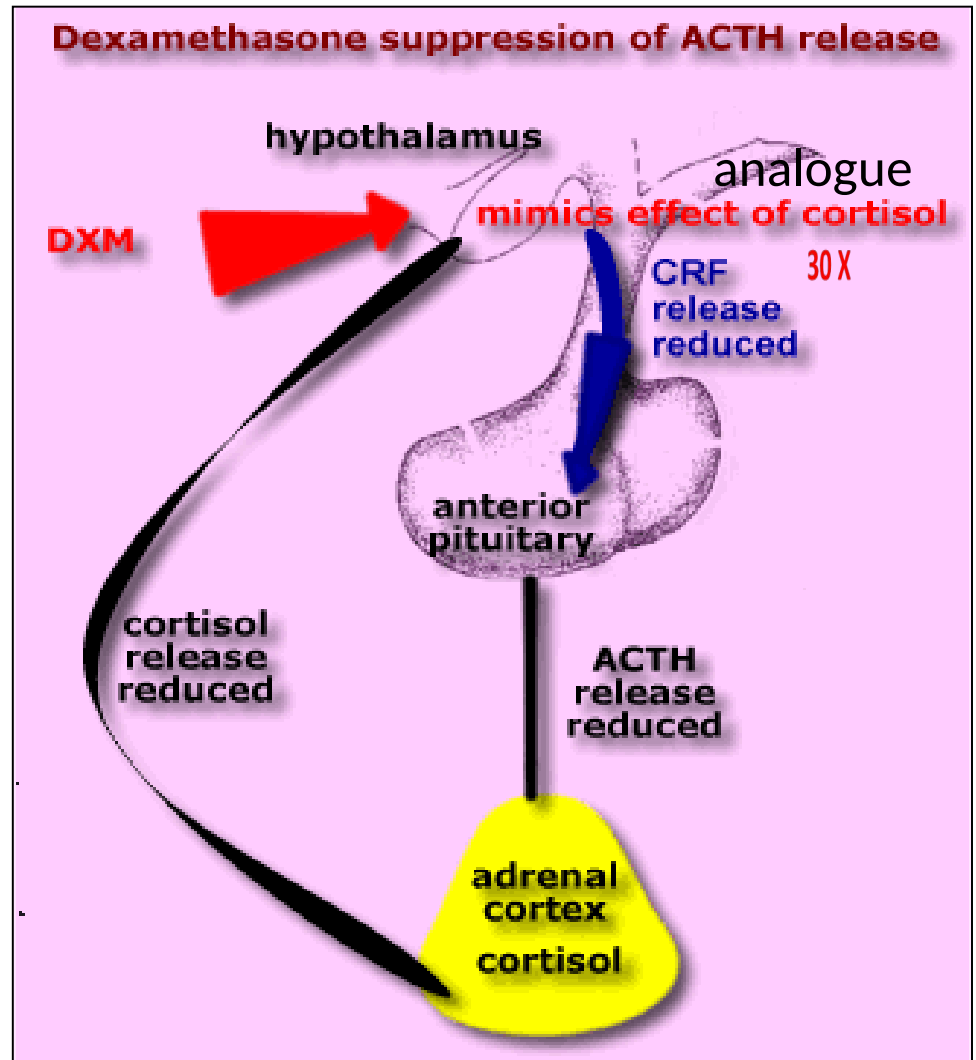 Dexamethasone suppression of ACTH release
hypothalamus
analogue
mimics effect of cortisol
DXM
30 X
CRF
release
reduced
anterior
pituitary
cortisol
release
reduced
ACTH
release
reduced
adrenal
cortex
cortisol